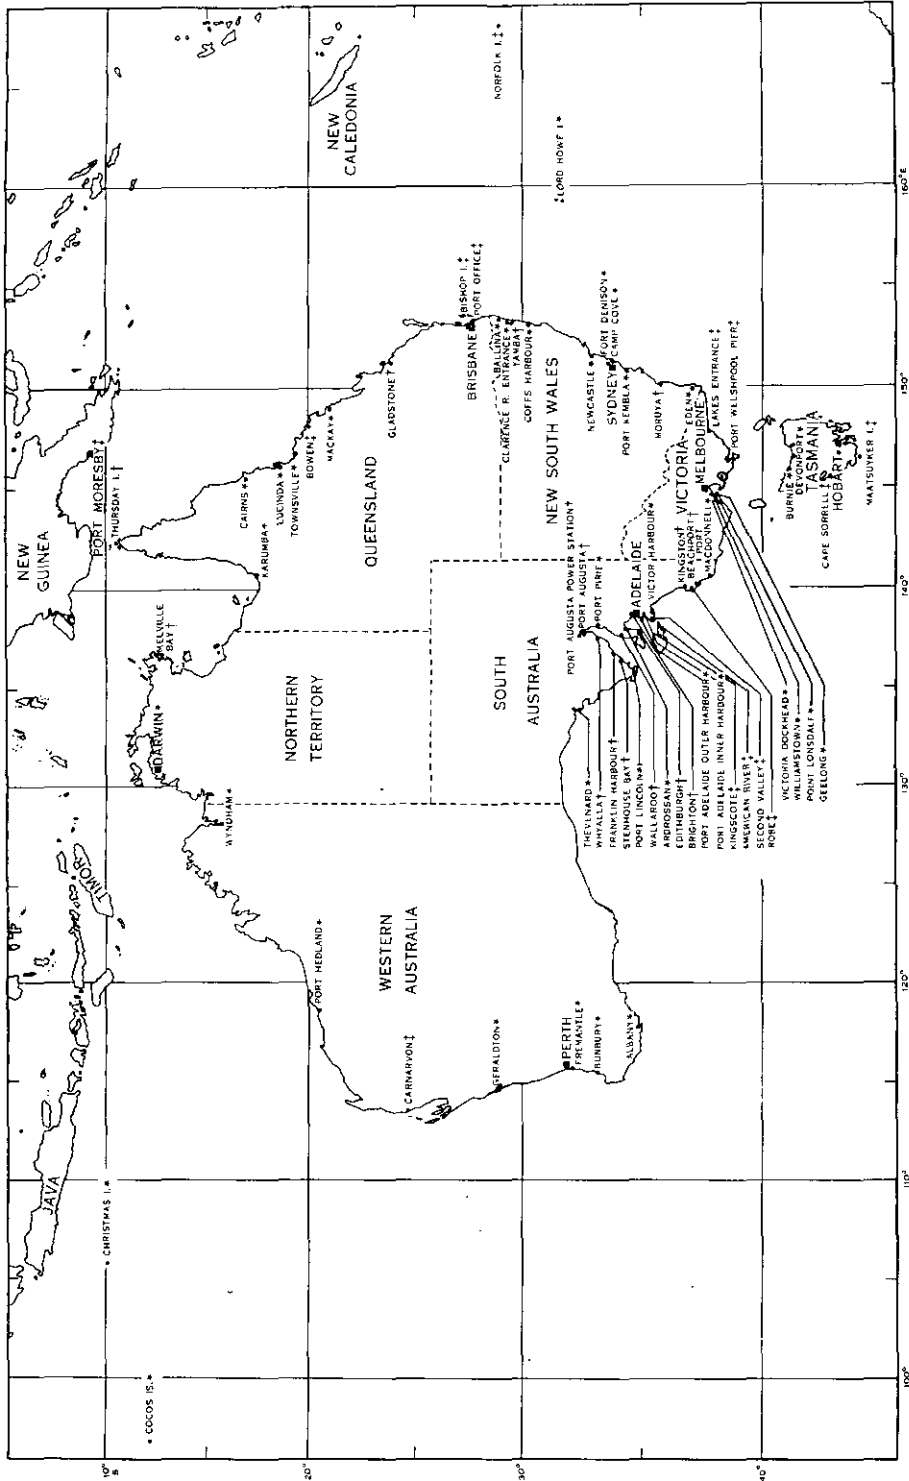 NEW
GUINEA
PORT MORESBY‡
THURSDAY I.†
TIMOR
JAVA
CHRISTMAS I.*
COCOS IS.*
MELVILLE
BAY†
DARWIN*
WYNDHAM*
PORT HEDLAND*
CARNARVON‡
GERALDTON*
PERTH
FREMANTLE*
BUNBURY*
ALBANY*
WESTERN
AUSTRALIA
NORTHERN
TERRITORY
SOUTH
AUSTRALIA
QUEENSLAND
NEW SOUTH WALES
VICTORIA
TASMANIA
NEW
CALEDONIA
NORFOLK I.‡*
LORD HOWE I.*
KARUMBA*
CAIRNS*
LUCINDA*
TOWNSVILLE*
BOWEN‡
MACKAY*
GLADSTONE†
BRISBANE
BISHOP I.‡
PORT OFFICE‡
BALLINA*
CLARENCE R. ENTRANCE*
YAMBA†
COFFS HARBOUR*
NEWCASTLE*
SYDNEY
FORT DENISON*
CAMP COVE*
PORT KEMBLA*
MORUYA†
EDEN*
MELBOURNE
LAKES ENTRANCE‡
PORT WELSHPOOL PIER‡
BURNIE*
DEVONPORT*
CAPE SORRELL‡
HOBART
MAATSUYKER I.‡
PORT AUGUSTA POWER STATION†
PORT AUGUSTA†
PORT PIRIE*
ADELAIDE
VICTOR HARBOUR*
KINGSTON†
BEACHPORT†
PORT
MACDONNELL*
THEVENARD*
WHYALLA†
FRANKLIN HARBOUR†
STENHOUSE BAY†
PORT LINCOLN*
WALLAROO†
ARDROSSAN*
EDITHBURGH†
BRIGHTON†
PORT ADELAIDE OUTER HARBOUR*
PORT ADELAIDE INNER HARBOUR*
KINGSCOTE‡
AMERICAN RIVER‡
SECOND VALLEY‡
ROBE‡
VICTORIA DOCKHEAD*
WILLIAMSTOWN*
POINT LONSDALE*
GEELONG*
10°
S
20°
30°
40°
100°
110°
120°
130°
140°
150°
160°E